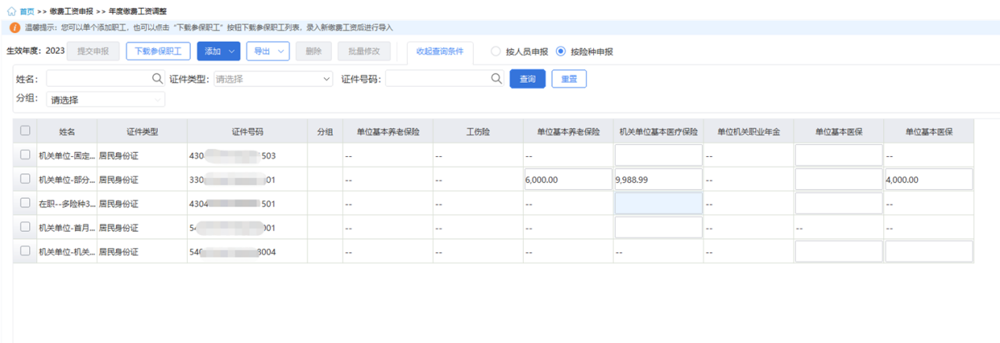 首页 >> 缴费工资申报 >> 年度缴费工资调整
温馨提示：您可以单个添加职工，也可以点击“下载参保职工”按钮下载参保职工列表，录入新缴费工资后进行导入
生效年度：2023 提交申报 下载参保职工 添加 导出 删除 批量修改 收起查询条件 按人员申报 按险种申报
姓名： 证件类型：请选择 证件号码： 查询 重置
分组： 请选择
姓名 证件类型 证件号码 分组 单位基本养老保险 工伤险 单位基本养老保险 机关单位基本医疗保险 单位机关职业年金 单位基本医保 单位基本医保
机关单位-固定... 居民身份证 430 503 -- -- -- -- --
机关单位-部分... 居民身份证 330 01 -- -- 6,000.00 9,988.99 -- 4,000.00
在职--多险种3... 居民身份证 4304 501 -- -- -- -- --
机关单位-首月... 居民身份证 54 001 -- -- -- -- -- --
机关单位-机关... 居民身份证 540 3004 -- -- -- -- --